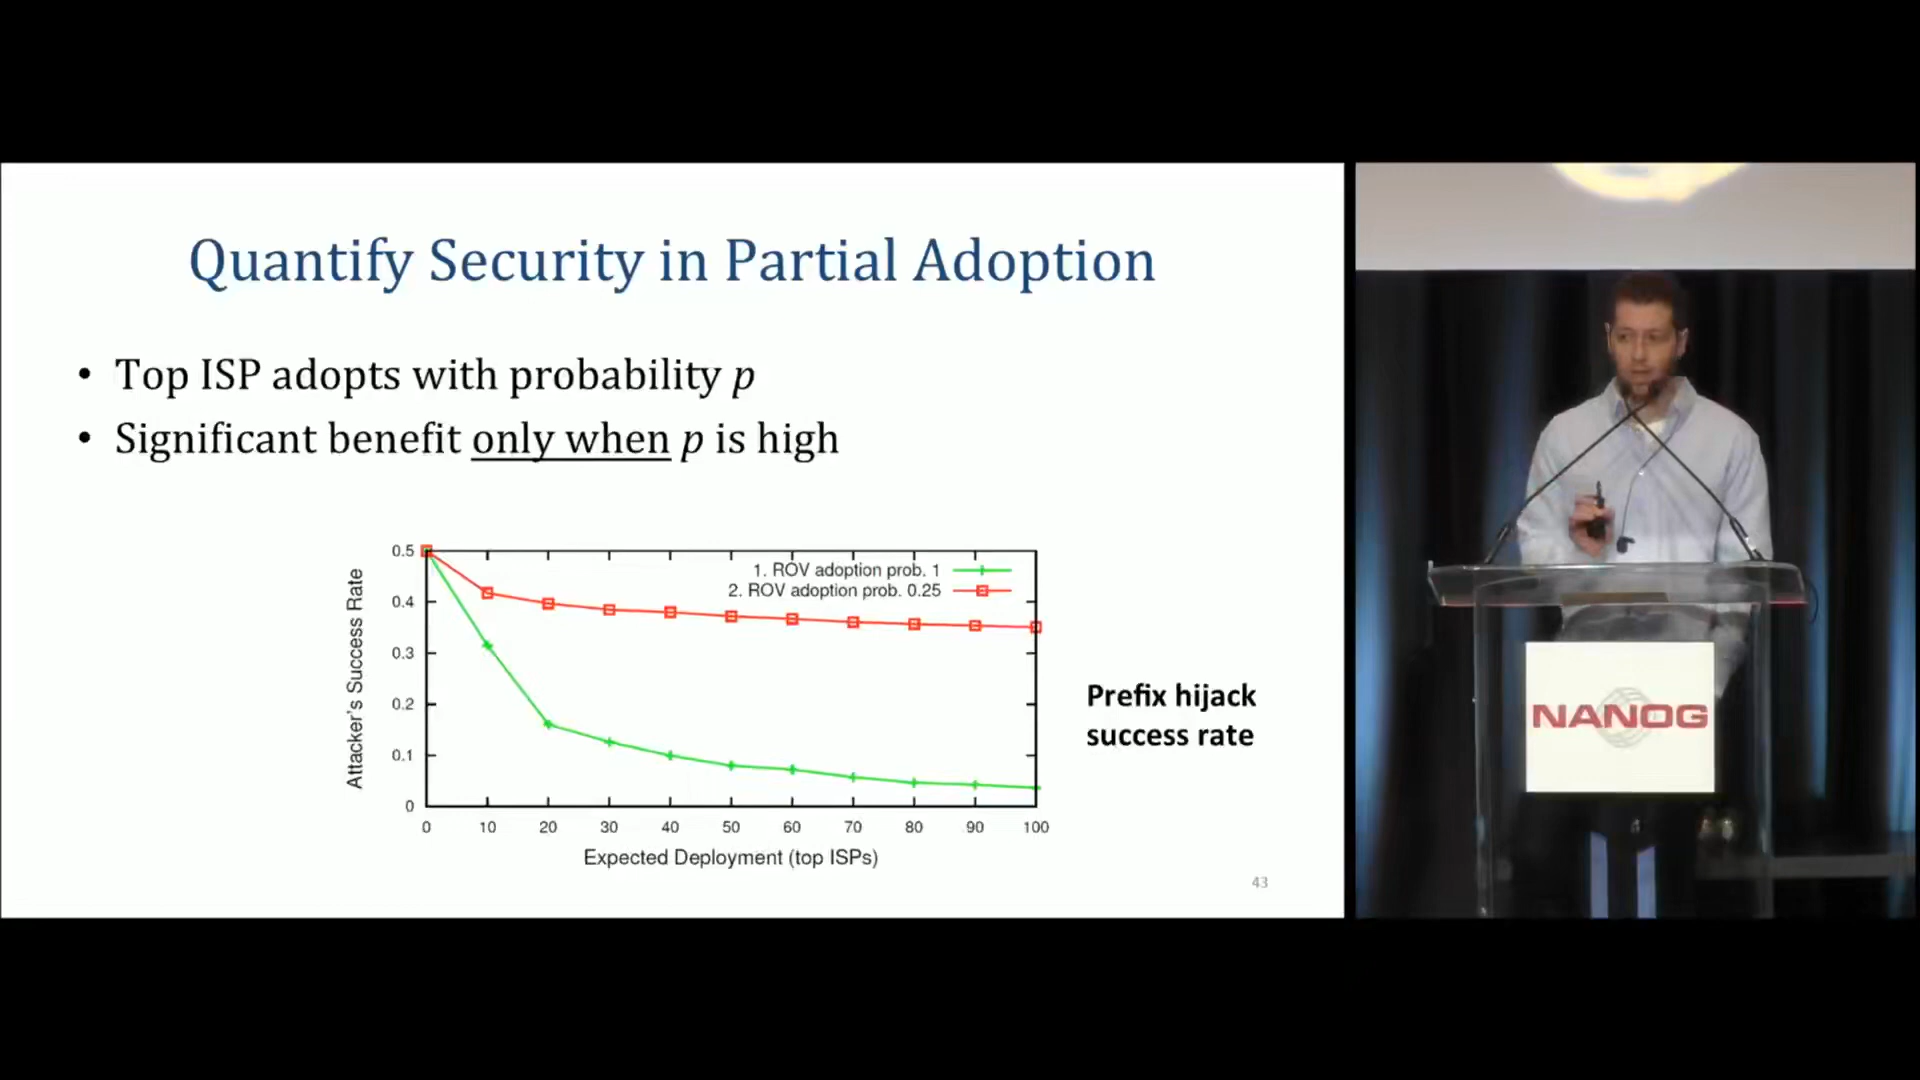 Quantify Security in Partial Adoption
• Top ISP adopts with probability p
• Significant benefit only when p is high
0.5
0.4
0.3
0.2
0.1
0
Attacker's Success Rate
1. ROV adoption prob. 1
2. ROV adoption prob. 0.25
0 10 20 30 40 50 60 70 80 90 100
Expected Deployment (top ISPs)
Prefix hijack
success rate
43
NANOG